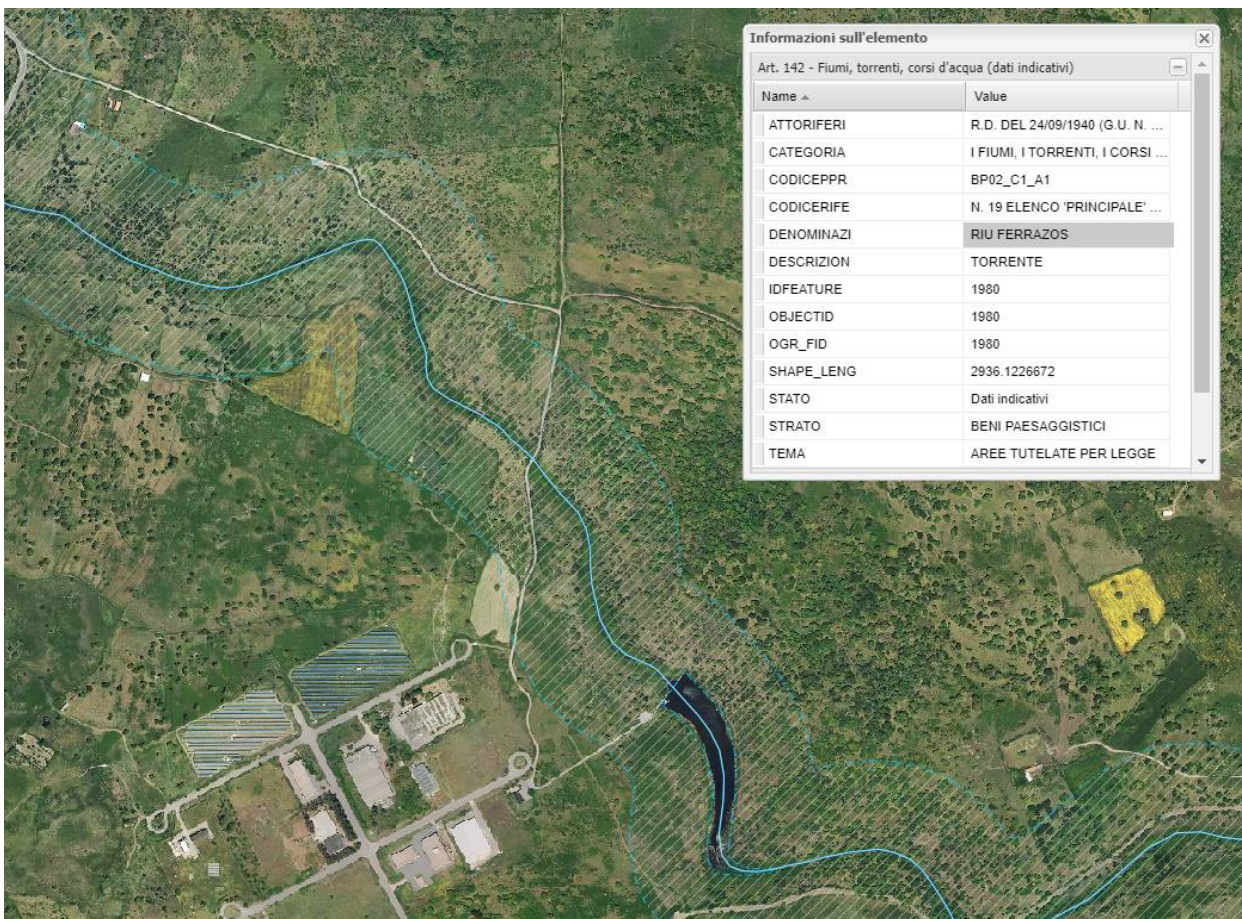 Informazioni sull'elemento
Art. 142 - Fiumi, torrenti, corsi d'acqua (dati indicativi)
Name Value
ATTORIFERI R.D. DEL 24/09/1940 (G.U. N. ...
CATEGORIA I FIUMI, I TORRENTI, I CORSI ...
CODICEPPR BP02_C1_A1
CODICERIFE N. 19 ELENCO 'PRINCIPALE' ...
DENOMINAZI RIU FERRAZOS
DESCRIZION TORRENTE
IDFEATURE 1980
OBJECTID 1980
OGR_FID 1980
SHAPE_LENG 2936.1226672
STATO Dati indicativi
STRATO BENI PAESAGGISTICI
TEMA AREE TUTELATE PER LEGGE